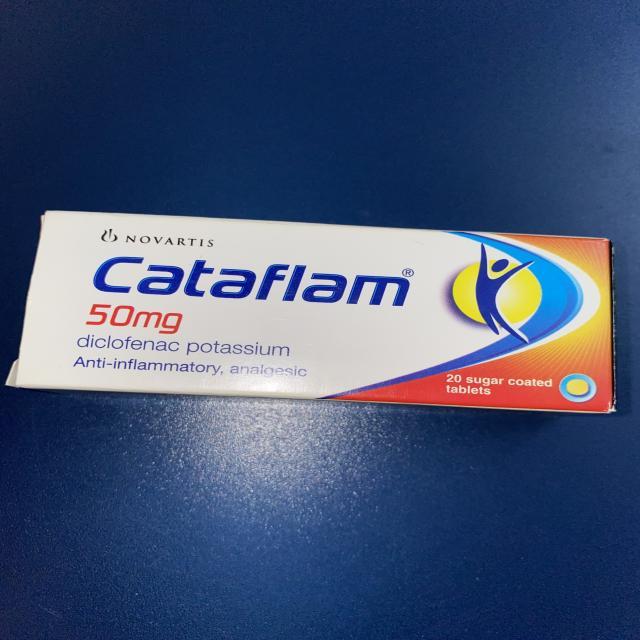 NOVARTIS
Cataflam®
50mg
diclofenac potassium
Anti-inflammatory, analgesic
20 sugar coated
tablets